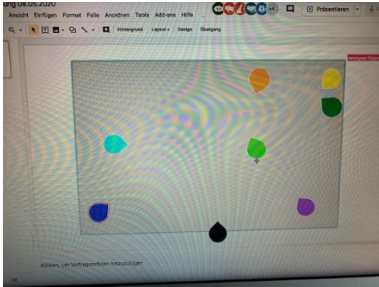 ung 08.05.2020
Ansicht Einfügen Format Folie Anordnen Tools Add-ons Hilfe
Präsentieren
Hintergrund Layout Design Übergang
Klicken, um Vortragsnotizen hinzuzufügen